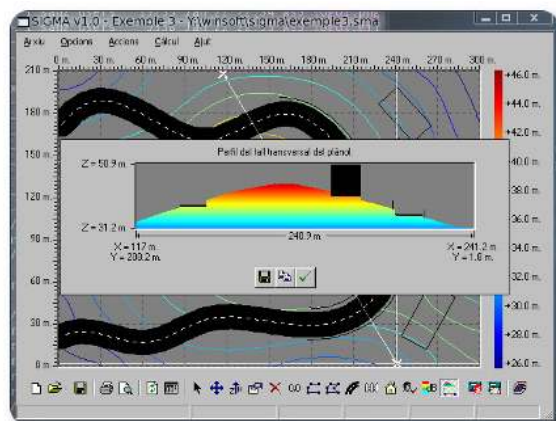 SIGMA v1.0 - Exemple 3 - Y:\winsoft\sigma\exemple3.sma
Arxiu Opcions Accions Càlcul Ajut
0 m. 30 m. 60 m. 90 m. 120 m. 150 m. 180 m. 210 m. 240 m. 270 m. 300 m.
210 m.
180 m.
150 m.
120 m.
90 m.
60 m.
30 m.
0 m.
+46.0 m.
+44.0 m.
+42.0 m.
+40.0 m.
+38.0 m.
+36.0 m.
+34.0 m.
+32.0 m.
+30.0 m.
+28.0 m.
+26.0 m.
Perfil del tall transversal del plànol
Z = 50.9 m.
Z = 31.2 m.
240.9 m.
X = 117 m.
Y = 208.2 m.
X = 241.2 m.
Y = 1.8 m.